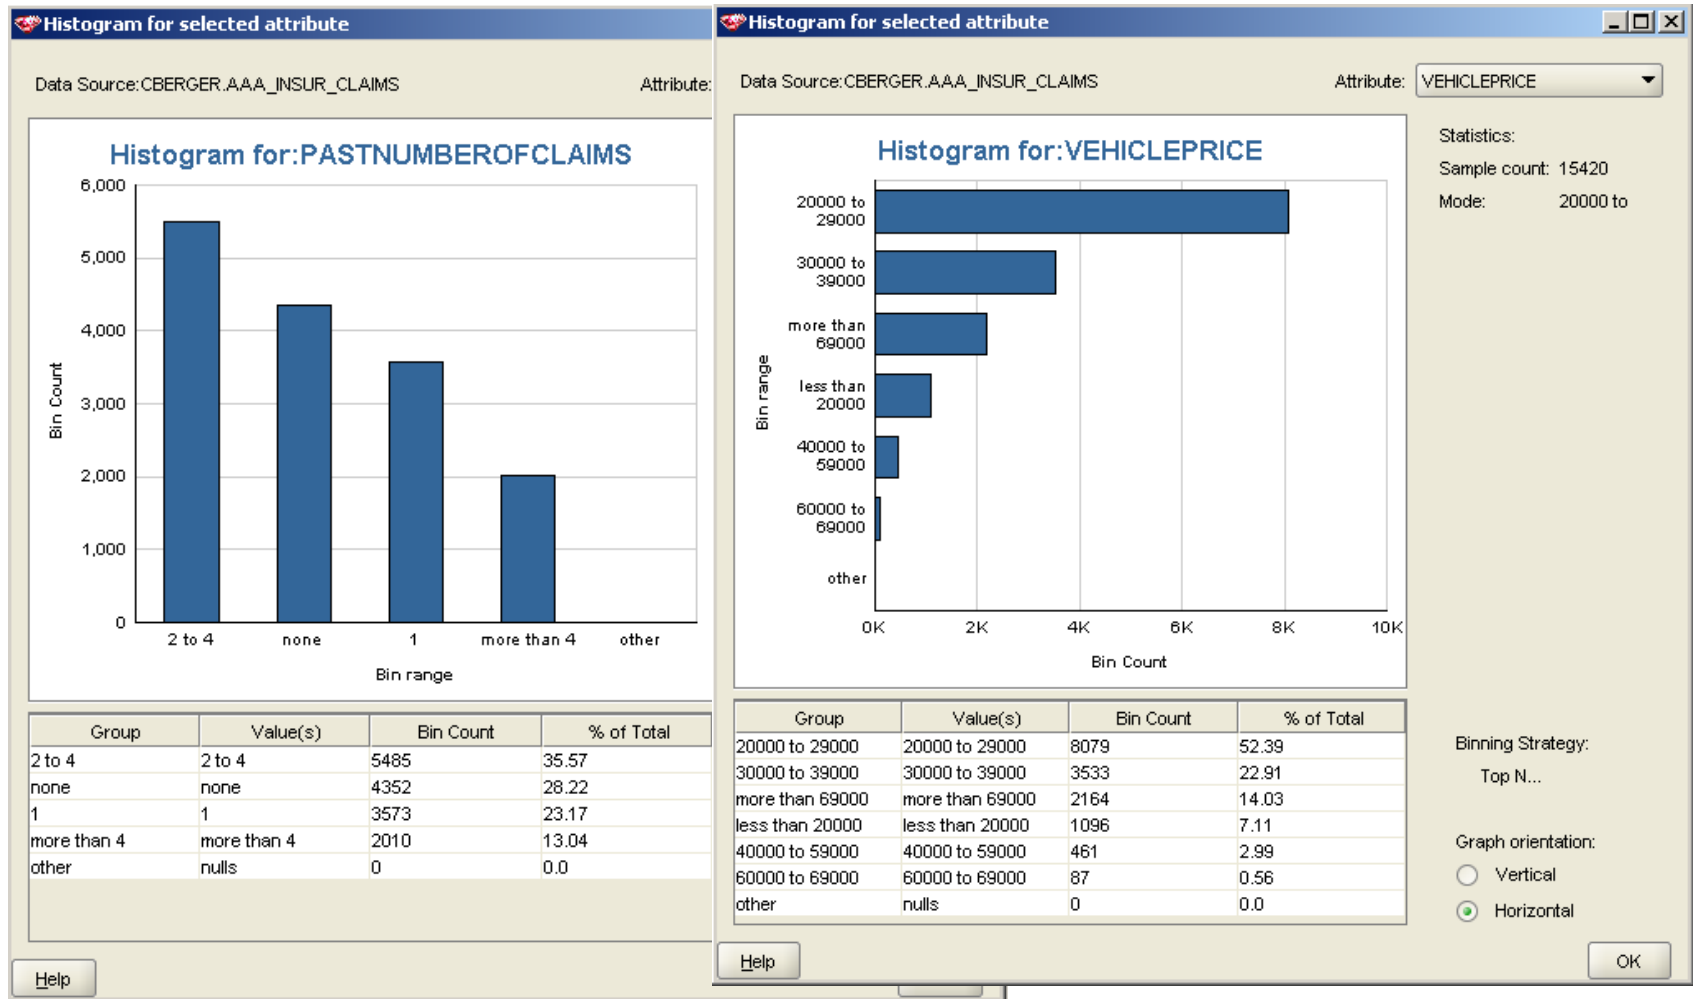 Histogram for selected attribute
Data Source:CBERGER.AAA_INSUR_CLAIMS Attribute:
Histogram for:PASTNUMBEROFCLAIMS
6,000
5,000
4,000
3,000
2,000
1,000
0
Bin Count
2 to 4 none 1 more than 4 other
Bin range
Group Value(s) Bin Count % of Total
2 to 4 2 to 4 5485 35.57
none none 4352 28.22
1 1 3573 23.17
more than 4 more than 4 2010 13.04
other nulls 0 0.0
Help
Histogram for selected attribute
Data Source:CBERGER.AAA_INSUR_CLAIMS Attribute: VEHICLEPRICE
Histogram for:VEHICLEPRICE
Bin range
20000 to
29000
30000 to
39000
more than
69000
less than
20000
40000 to
59000
60000 to
69000
other
0K 2K 4K 6K 8K 10K
Bin Count
Statistics:
Sample count: 15420
Mode: 20000 to
Group Value(s) Bin Count % of Total
20000 to 29000 20000 to 29000 8079 52.39
30000 to 39000 30000 to 39000 3533 22.91
more than 69000 more than 69000 2164 14.03
less than 20000 less than 20000 1096 7.11
40000 to 59000 40000 to 59000 461 2.99
60000 to 69000 60000 to 69000 87 0.56
other nulls 0 0.0
Binning Strategy:
Top N...
Graph orientation:
Vertical
Horizontal
Help OK